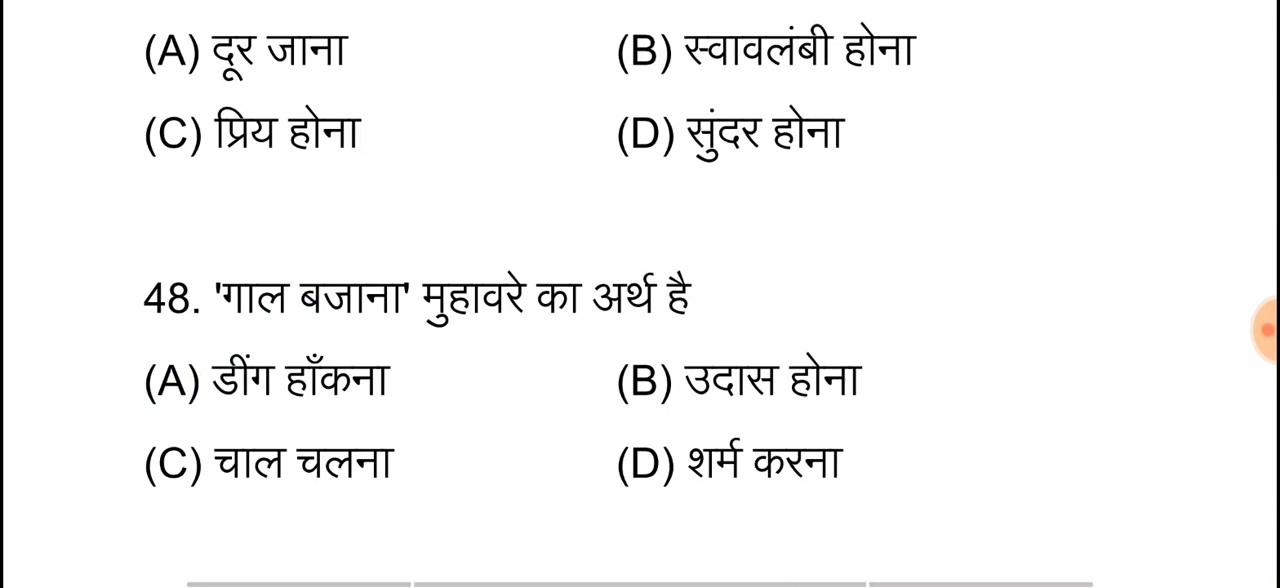 (A) दूर जाना (B) स्वावलंबी होना
(C) प्रिय होना (D) सुंदर होना
48. 'गाल बजाना' मुहावरे का अर्थ है
(A) डींग हाँकना (B) उदास होना
(C) चाल चलना (D) शर्म करना